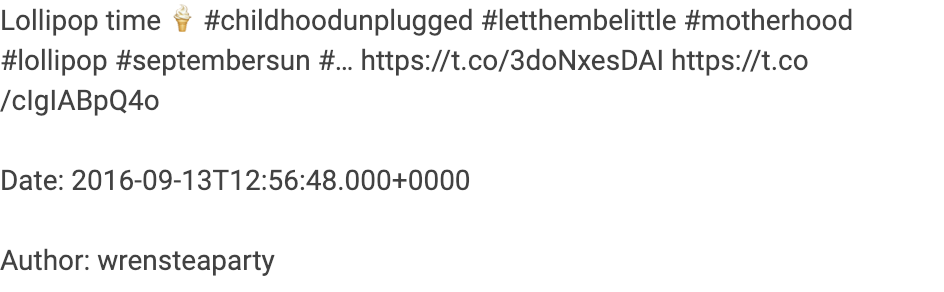 Lollipop time 🍦 #childhoodunplugged #letthembelittle #motherhood
#lollipop #septembersun #… https://t.co/3doNxesDAI https://t.co
/cIgIABpQ4o

Date: 2016-09-13T12:56:48.000+0000

Author: wrensteaparty